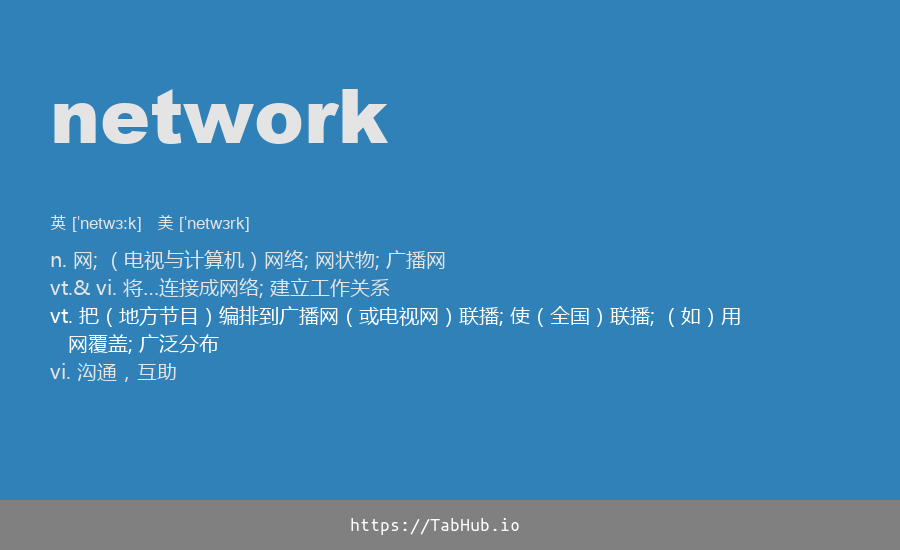 network
英 [ˈnetwɜːk] 美 [ˈnetwɜrk]
n. 网; （电视与计算机）网络; 网状物; 广播网
vt.& vi. 将…连接成网络; 建立工作关系
vt. 把（地方节目）编排到广播网（或电视网）联播; 使（全国）联播; （如）用
网覆盖; 广泛分布
vi. 沟通，互助
https://TabHub.io